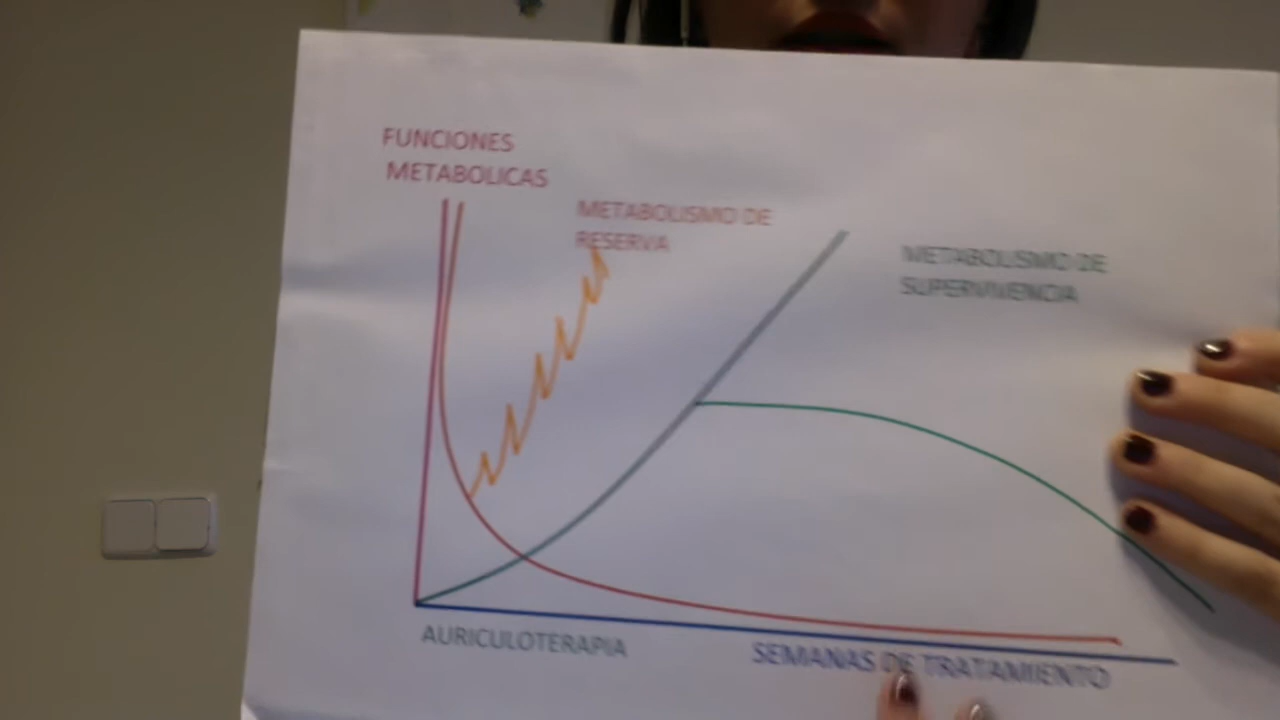 FUNCIONES
METABOLICAS
METABOLISMO DE
RESERVA
METABOLISMO DE
SUPERVIVENCIA
AURICULOTERAPIA
SEMANAS DE TRATAMIENTO